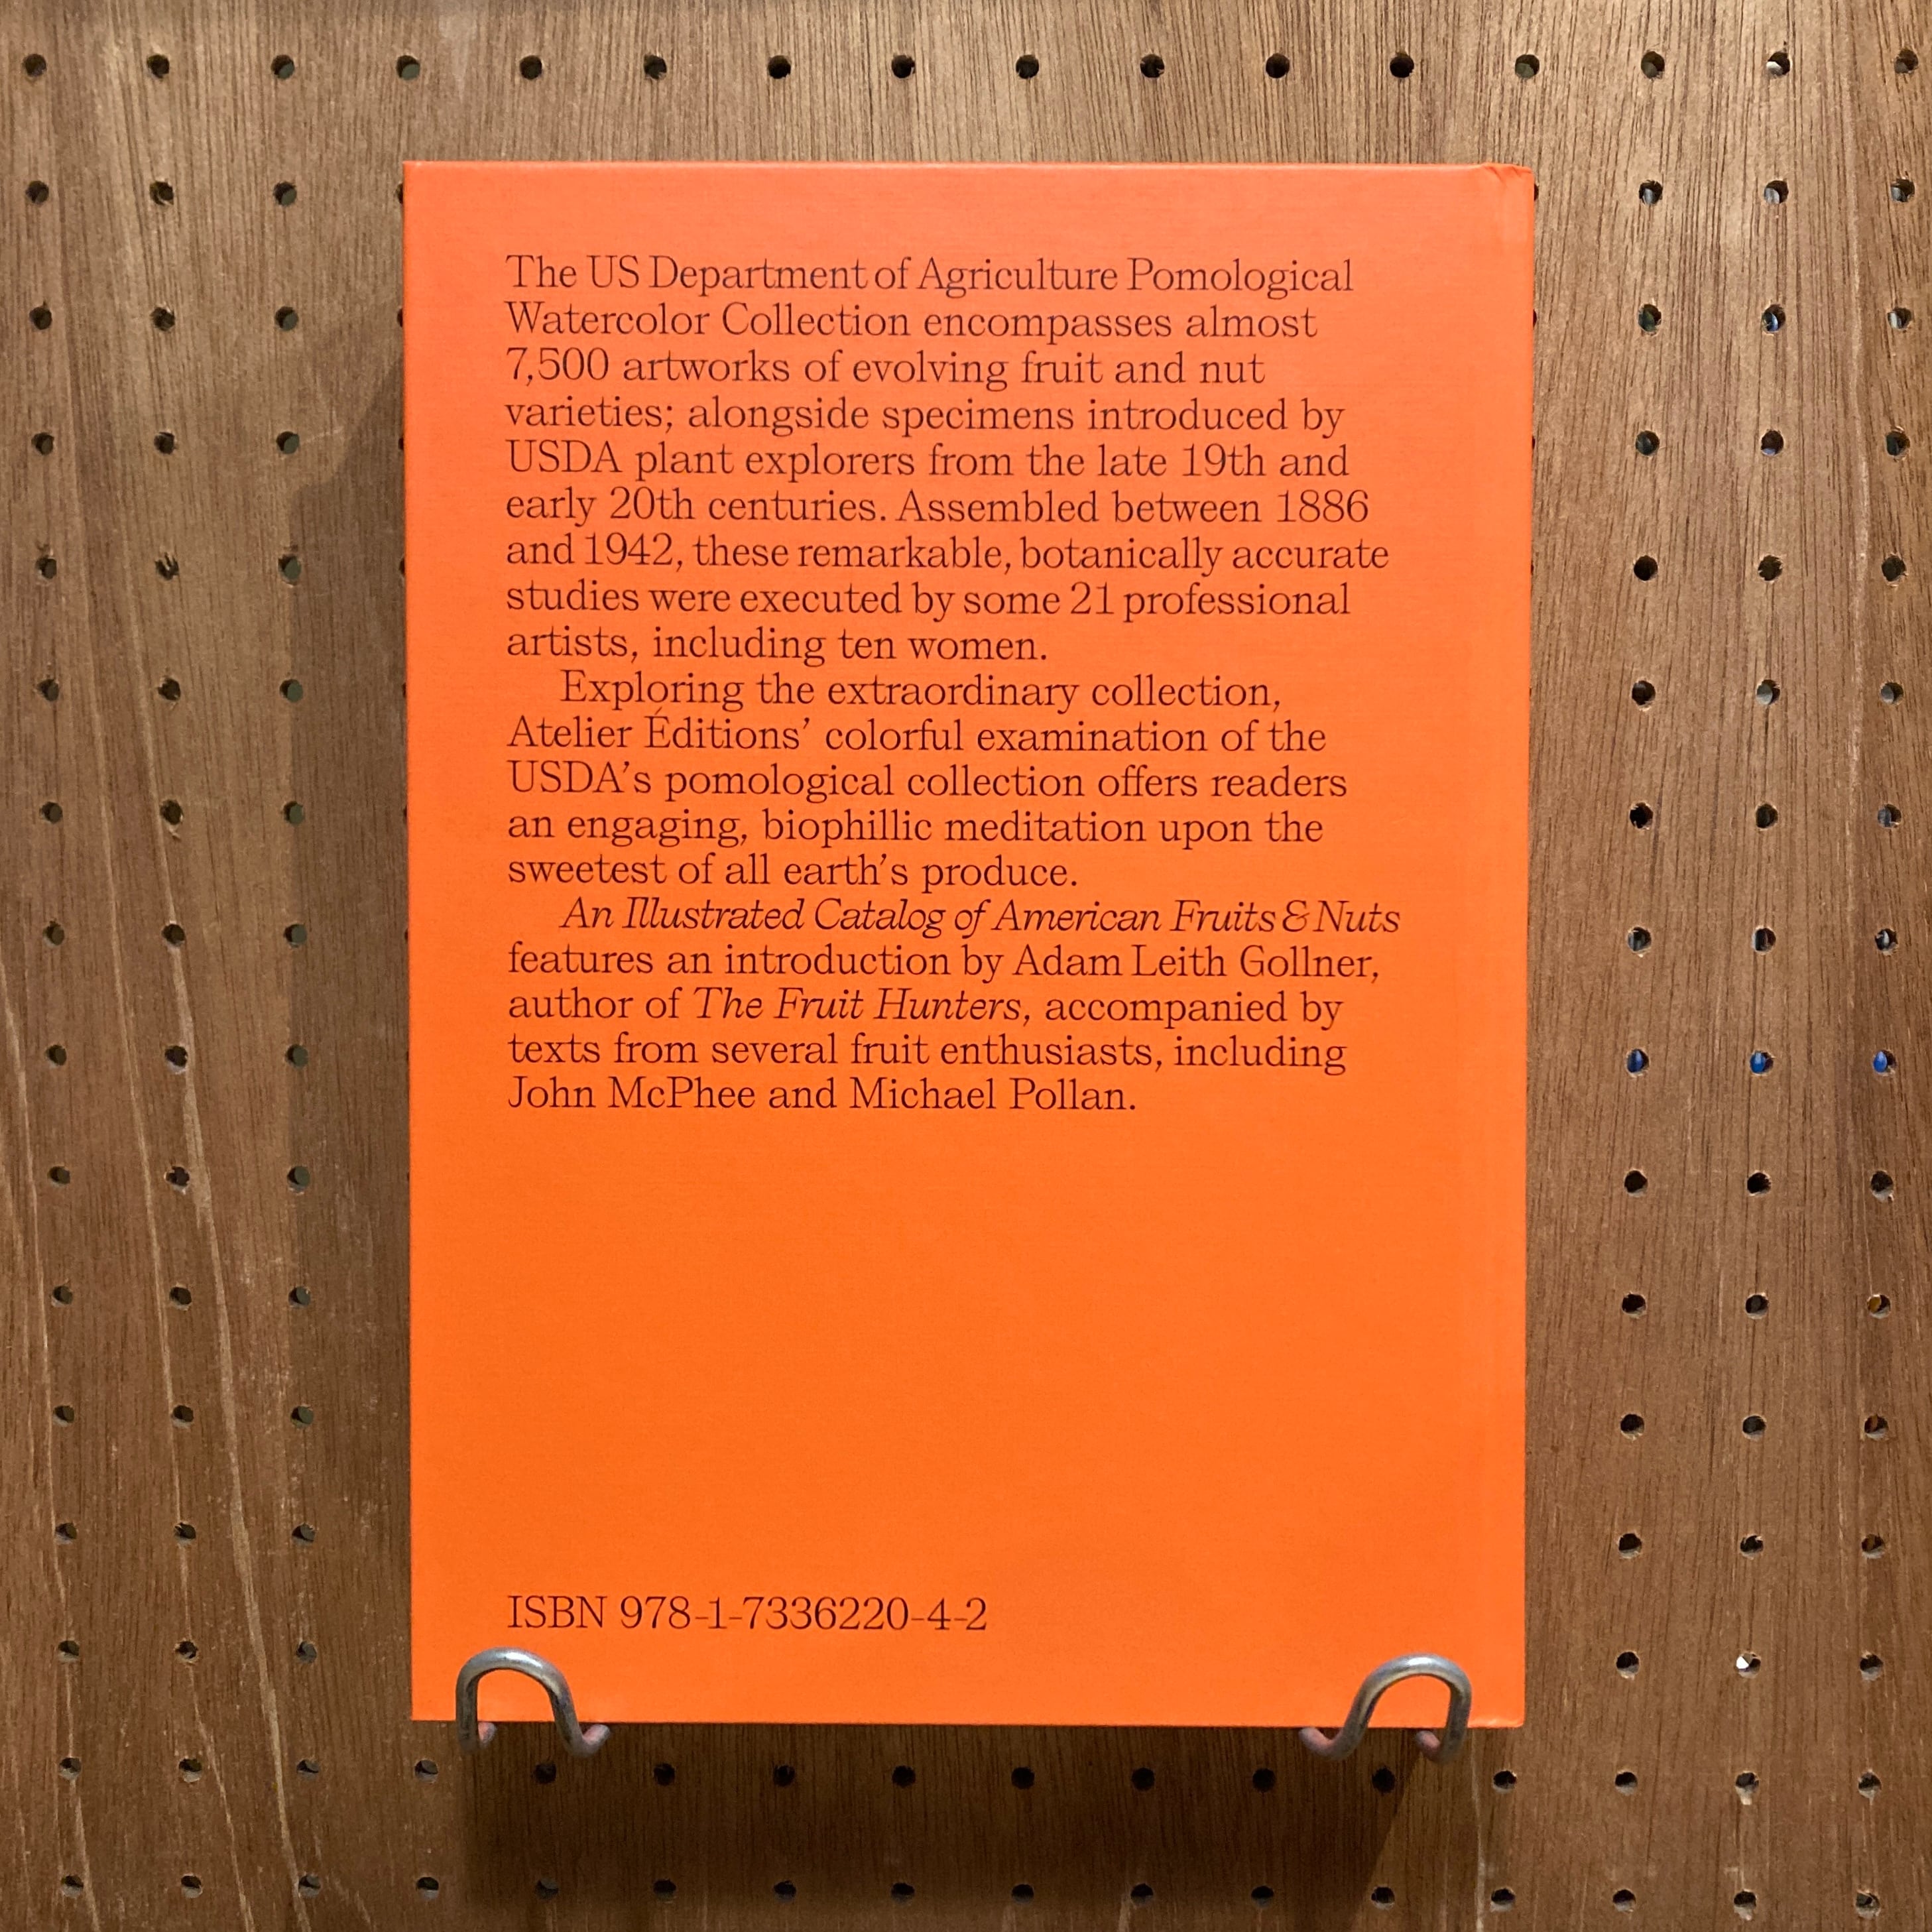 The US Department of Agriculture Pomological
Watercolor Collection encompasses almost
7,500 artworks of evolving fruit and nut
varieties; alongside specimens introduced by
USDA plant explorers from the late 19th and
early 20th centuries. Assembled between 1886
and 1942, these remarkable, botanically accurate
studies were executed by some 21 professional
artists, including ten women.
Exploring the extraordinary collection,
Atelier Éditions’ colorful examination of the
USDA’s pomological collection offers readers
an engaging, biophillic meditation upon the
sweetest of all earth’s produce.
An Illustrated Catalog of American Fruits & Nuts
features an introduction by Adam Leith Gollner,
author of The Fruit Hunters, accompanied by
texts from several fruit enthusiasts, including
John McPhee and Michael Pollan.
ISBN 978-1-7336220-4-2